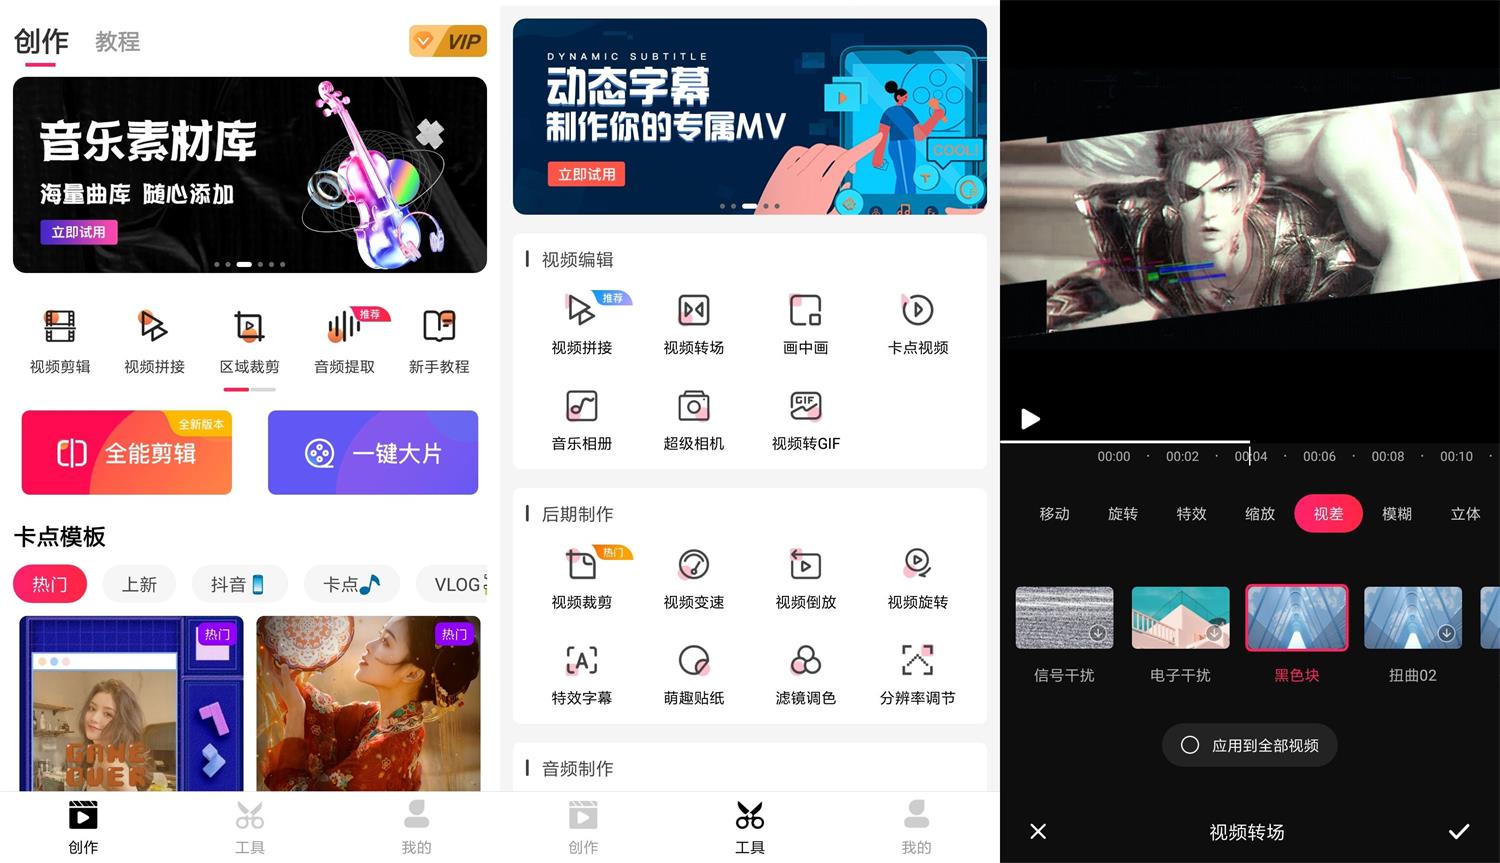 创作 教程
VIP
音乐素材库
海量曲库 随心添加
立即试用
推荐
视频剪辑 视频拼接 区域裁剪 音频提取 新手教程
全新版本
全能剪辑 一键大片
卡点模板
热门 上新 抖音 卡点 VLOG
热门 热门
GAME
OVER
创作 工具 我的
DYNAMIC SUBTITLE
动态字幕
制作你的专属MV
立即试用
COOL!
视频编辑
推荐
视频拼接 视频转场 画中画 卡点视频
GIF
音乐相册 超级相机 视频转GIF
后期制作
热门
视频裁剪 视频变速 视频倒放 视频旋转
A
特效字幕 萌趣贴纸 滤镜调色 分辨率调节
音频制作
创作 工具 我的
00:00 00:02 00:04 00:06 00:08 00:10
移动 旋转 特效 缩放 视差 模糊 立体
信号干扰 电子干扰 黑色块 扭曲02
应用到全部视频
视频转场